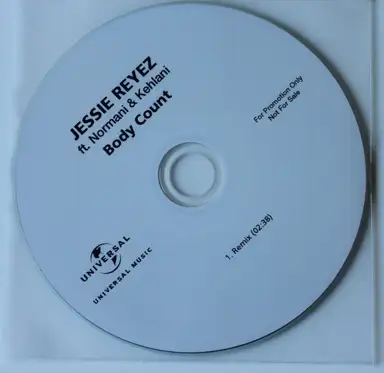 JESSIE REYEZ
ft. Normani & Kehlani
Body Count
For Promotion Only
Not For Sale
UNIVERSAL
UNIVERSAL MUSIC
1. Remix (02:38)